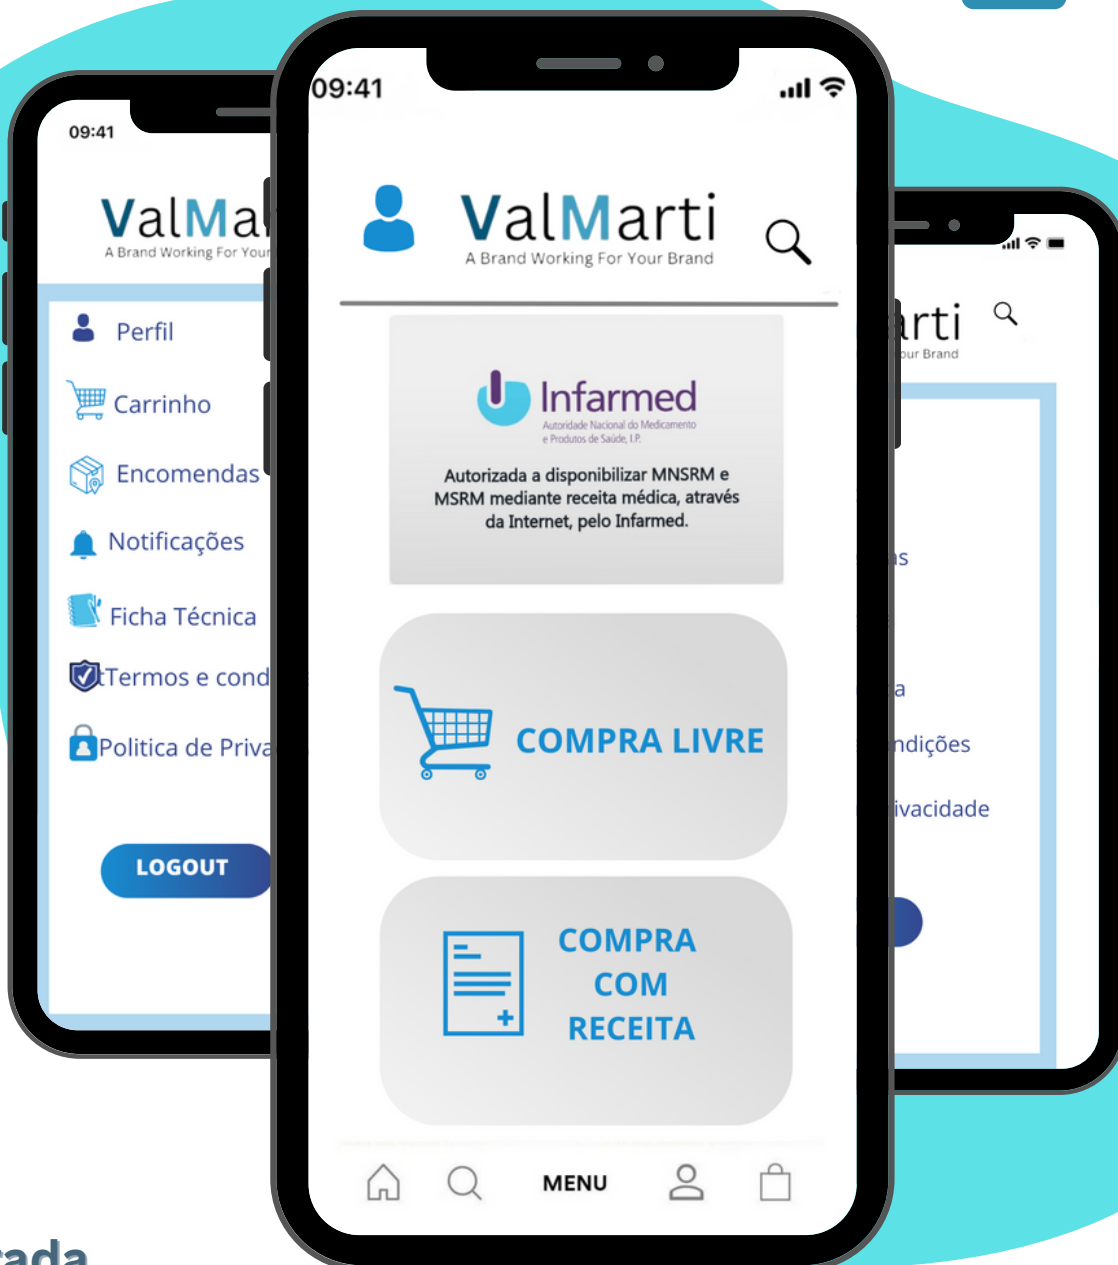 09:41
ValMa
A Brand Working For Your
Perfil
Carrinho
Encomendas
Notificações
Ficha Técnica
Termos e cond
Politica de Priva
LOGOUT
09:41
ValMarti
A Brand Working For Your Brand
Infarmed
Autoridade Nacional do Medicamento
e Produtos de Saúde, I.P.
Autorizada a disponibilizar MNSRM e
MSRM mediante receita médica, através
da Internet, pelo Infarmed.
COMPRA LIVRE
COMPRA
COM
RECEITA
MENU
arti
our Brand
as
a
ndições
ivacidade
rada